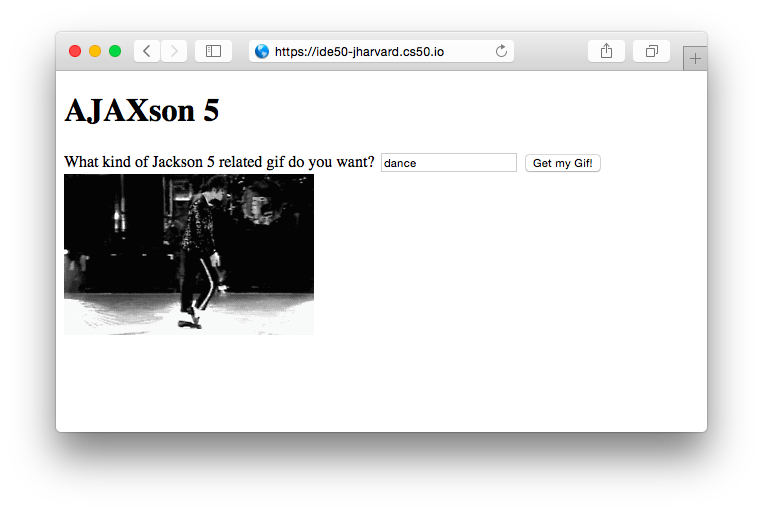 https://ide50-jharvard.cs50.io
AJAXson 5
What kind of Jackson 5 related gif do you want? dance Get my Gif!